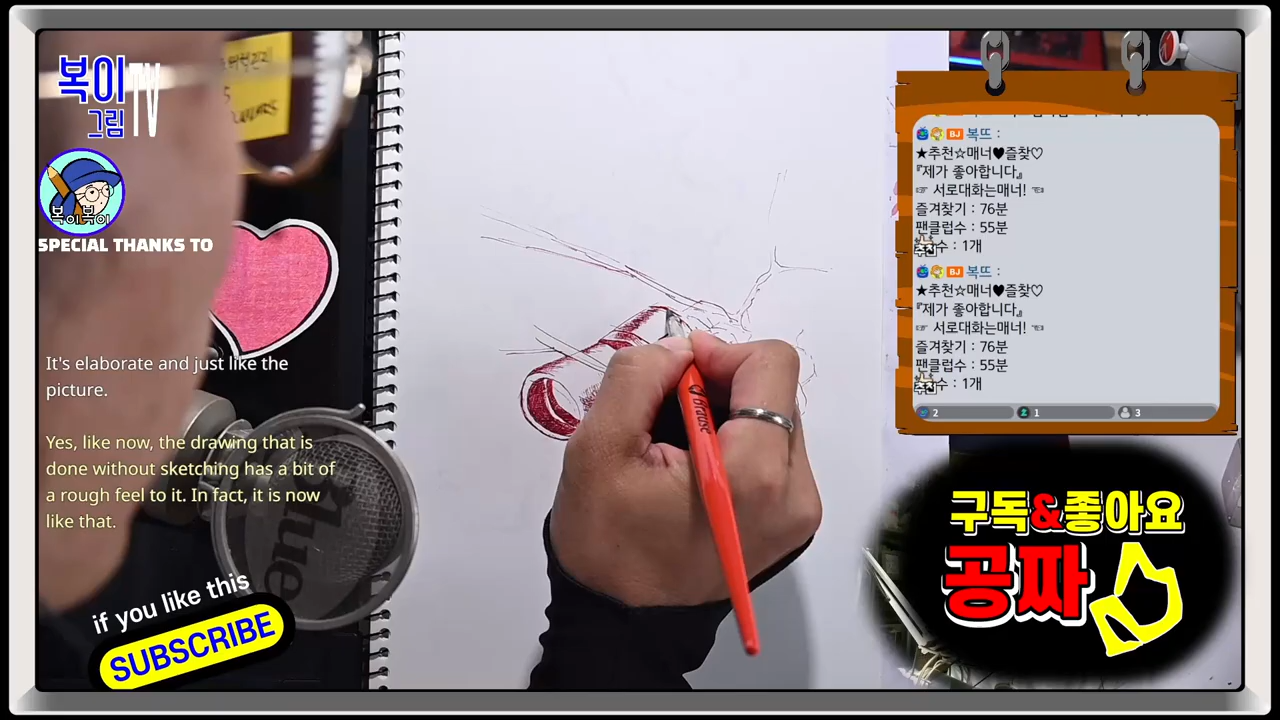 복이TV
그림
복이복이
SPECIAL THANKS TO
It's elaborate and just like the
picture.
Yes, like now, the drawing that is
done without sketching has a bit of
a rough feel to it. In fact, it is now
like that.
if you like this
SUBSCRIBE
Brause
BJ 복뜨 :
★추천☆매너♥즐찾♡
『제가 좋아합니다』
☞ 서로대화는매너! ☜
즐겨찾기 : 76분
팬클럽수 : 55분
수 : 1개
BJ 복뜨 :
★추천☆매너♥즐찾♡
『제가 좋아합니다』
☞ 서로대화는매너! ☜
즐겨찾기 : 76분
팬클럽수 : 55분
수 : 1개
2 1 3
구독&좋아요
공짜